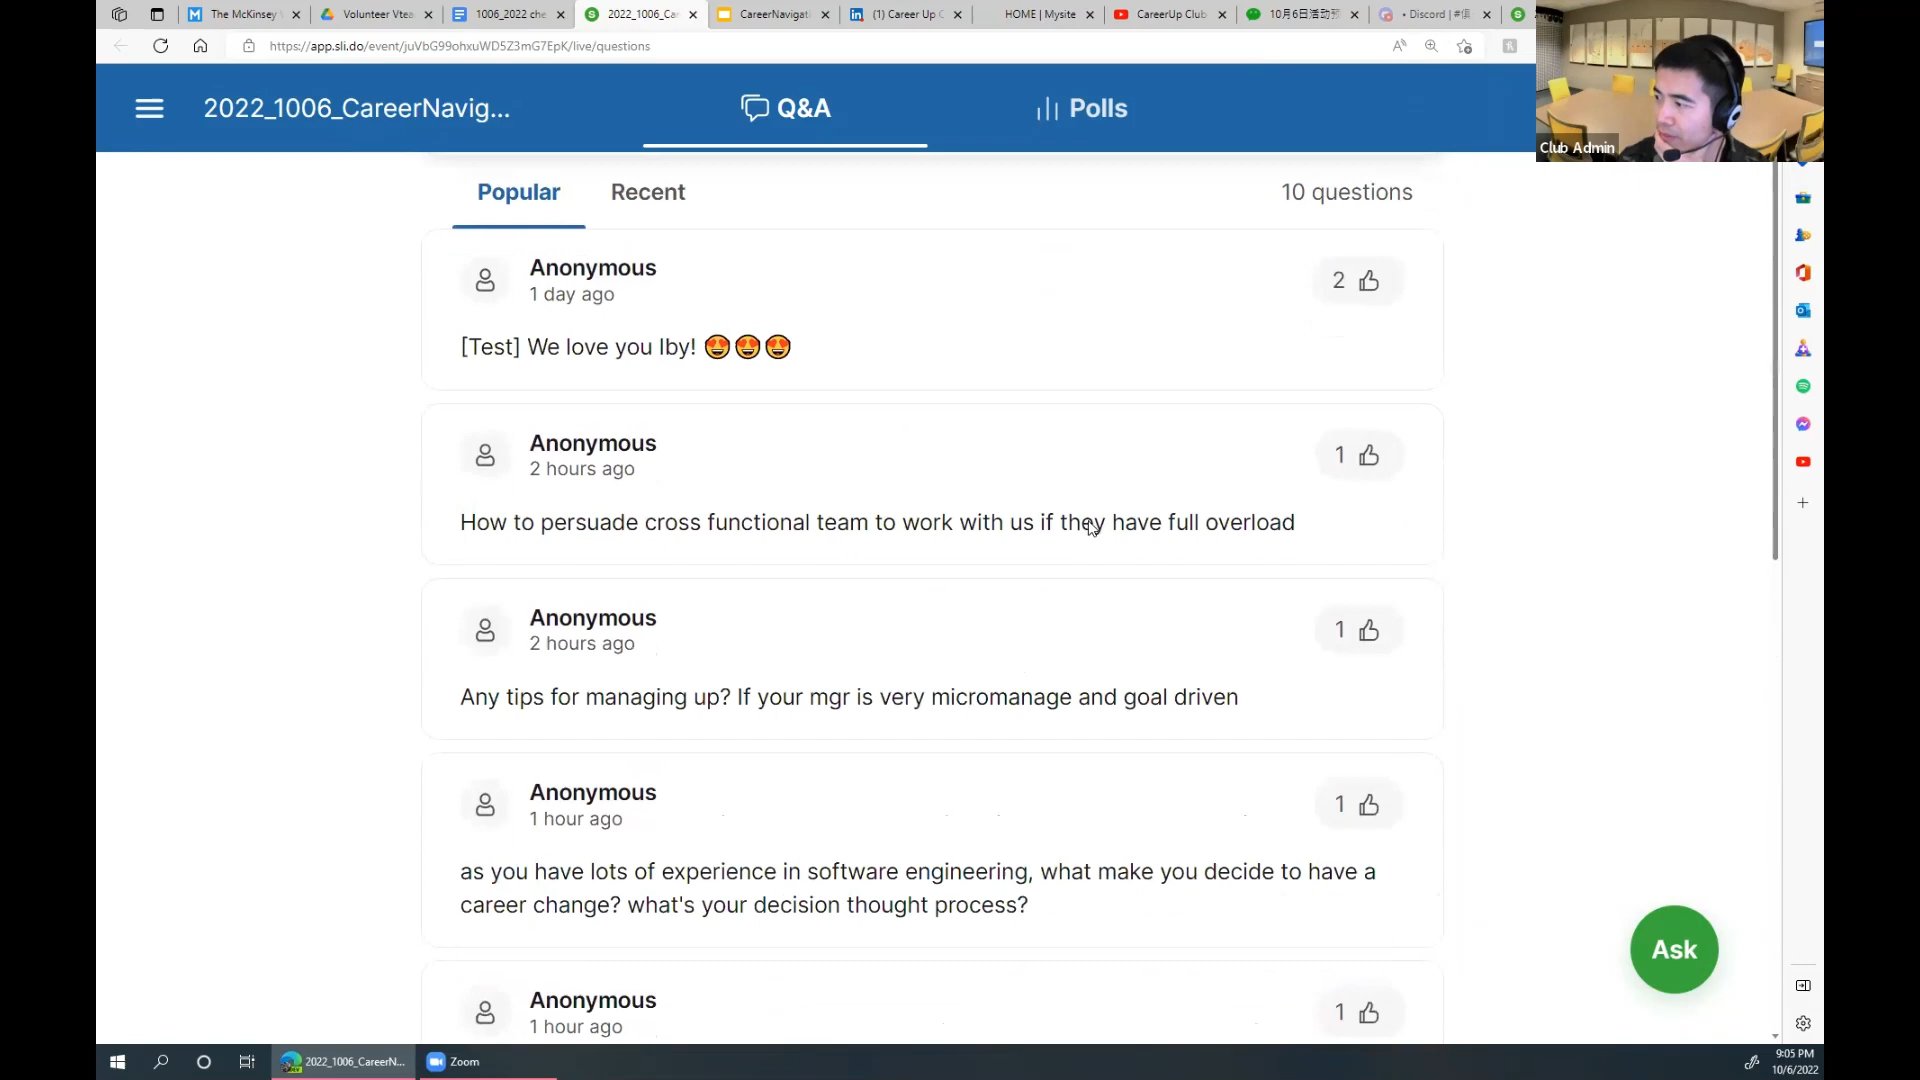 The McKinsey
Volunteer Vtea
1006_2022 che
2022_1006_Ca
CareerNavigat
(1) Career Up C
HOME | Mysite
CareerUp Club
10月6日活动预
• Discord | #俱
https://app.sli.do/event/juVbG99ohxuWD5Z3mG7EpK/live/questions
2022_1006_CareerNavig...
Q&A
Polls
Club Admin
Popular
Recent
10 questions
Anonymous
1 day ago
2
[Test] We love you Iby! 😍😍😍
Anonymous
2 hours ago
1
How to persuade cross functional team to work with us if they have full overload
Anonymous
2 hours ago
1
Any tips for managing up? If your mgr is very micromanage and goal driven
Anonymous
1 hour ago
1
as you have lots of experience in software engineering, what make you decide to have a
career change? what's your decision thought process?
Ask
Anonymous
1 hour ago
1
2022_1006_CareerN...
Zoom
9:05 PM
10/6/2022